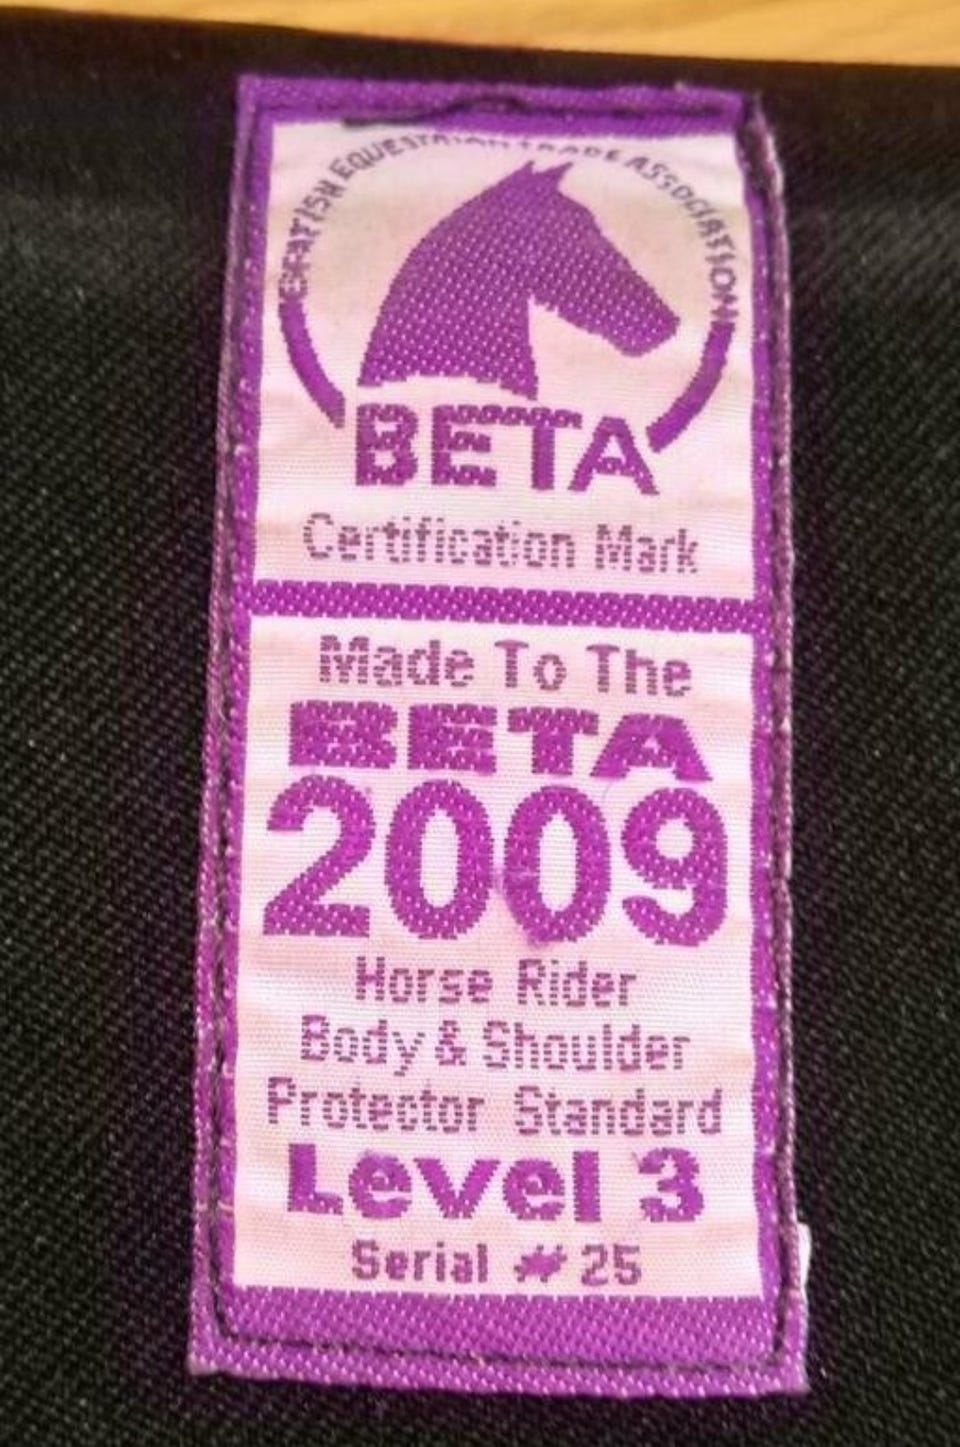 BRITISH EQUESTRIAN TRADE ASSOCIATION
BETA
Certification Mark
Made To The
BETA
2009
Horse Rider
Body & Shoulder
Protector Standard
Level 3
Serial # 25